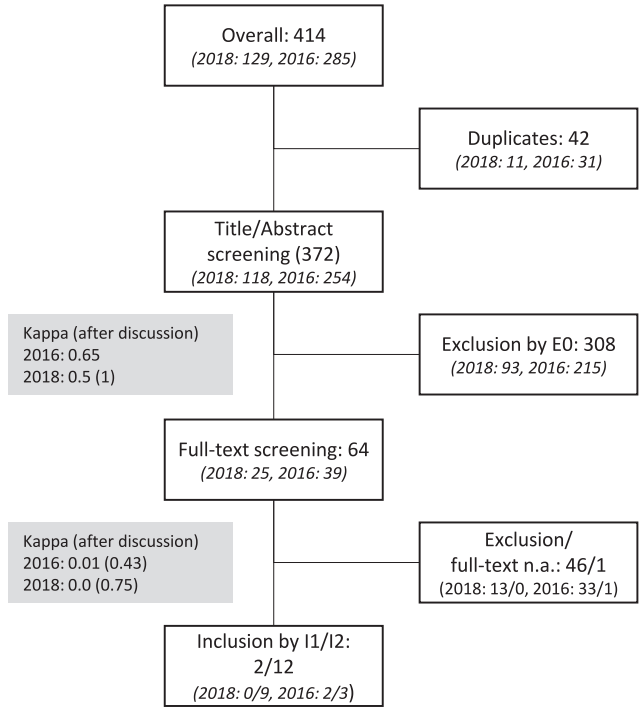 Overall: 414
(2018: 129, 2016: 285)
Duplicates: 42
(2018: 11, 2016: 31)
Title/Abstract
screening (372)
(2018: 118, 2016: 254)
Kappa (after discussion)
2016: 0.65
2018: 0.5 (1)
Exclusion by E0: 308
(2018: 93, 2016: 215)
Full-text screening: 64
(2018: 25, 2016: 39)
Kappa (after discussion)
2016: 0.01 (0.43)
2018: 0.0 (0.75)
Exclusion/
full-text n.a.: 46/1
(2018: 13/0, 2016: 33/1)
Inclusion by I1/I2:
2/12
(2018: 0/9, 2016: 2/3)